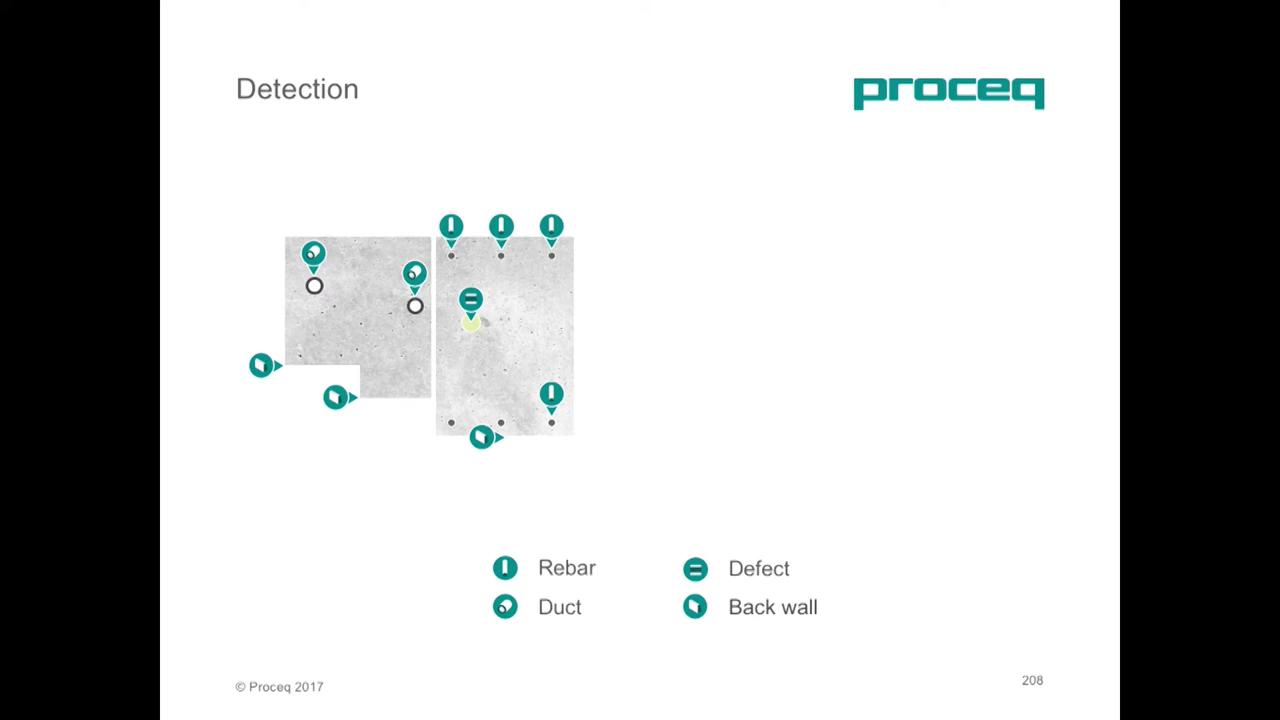 Detection
proceq
Rebar
Defect
Duct
Back wall
© Proceq 2017
208